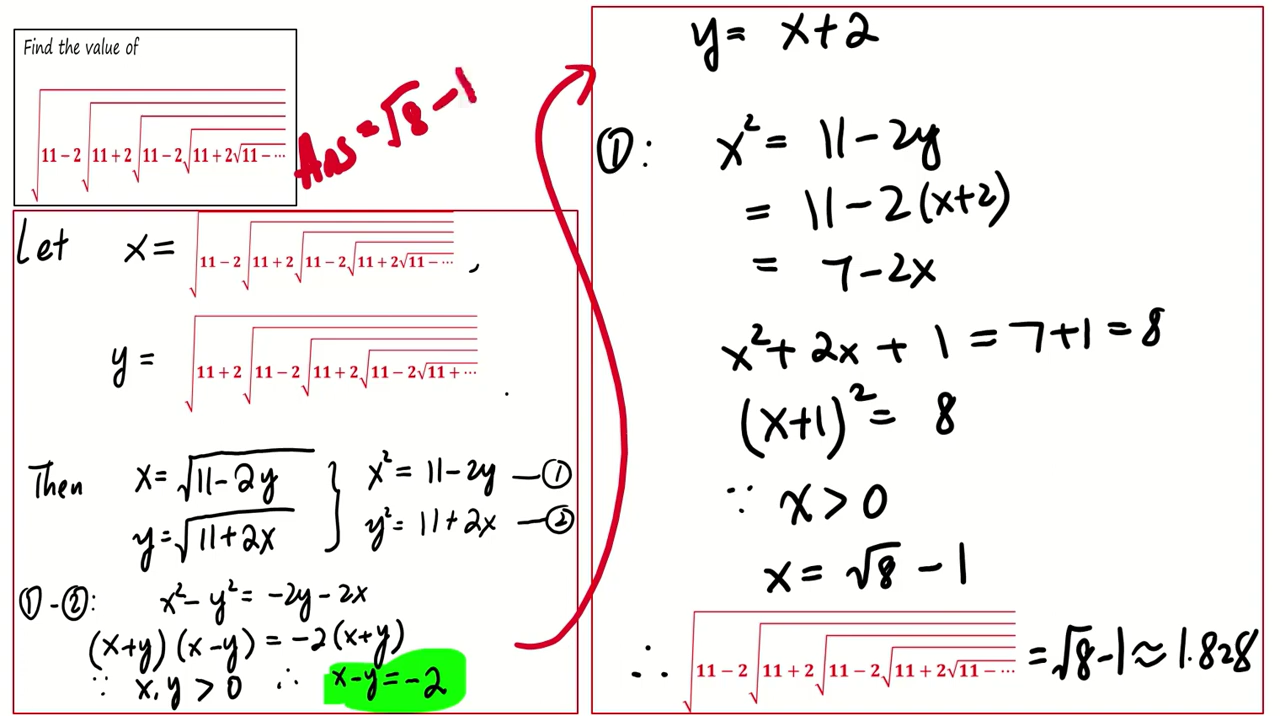 Find the value of
√11 − 2√11 + 2√11 − 2√11 + 2√11 − ⋯
Ans = √8 − 1
Let x = √11 − 2√11 + 2√11 − 2√11 + 2√11 − ⋯ ,
y = √11 + 2√11 − 2√11 + 2√11 − 2√11 + ⋯ .
Then x = √11 − 2y } x² = 11 − 2y — ①
y = √11 + 2x y² = 11 + 2x — ②
① - ②: x² − y² = −2y − 2x
(x+y)(x−y) = −2(x+y)
∵ x, y > 0 ∴ x−y = −2
y = x+2
①: x² = 11 − 2y
= 11 − 2(x+2)
= 7 − 2x
x² + 2x + 1 = 7+1 = 8
(x+1)² = 8
∵ x > 0
x = √8 − 1
∴ √11 − 2√11 + 2√11 − 2√11 + 2√11 − ⋯ = √8−1 ≈ 1.828